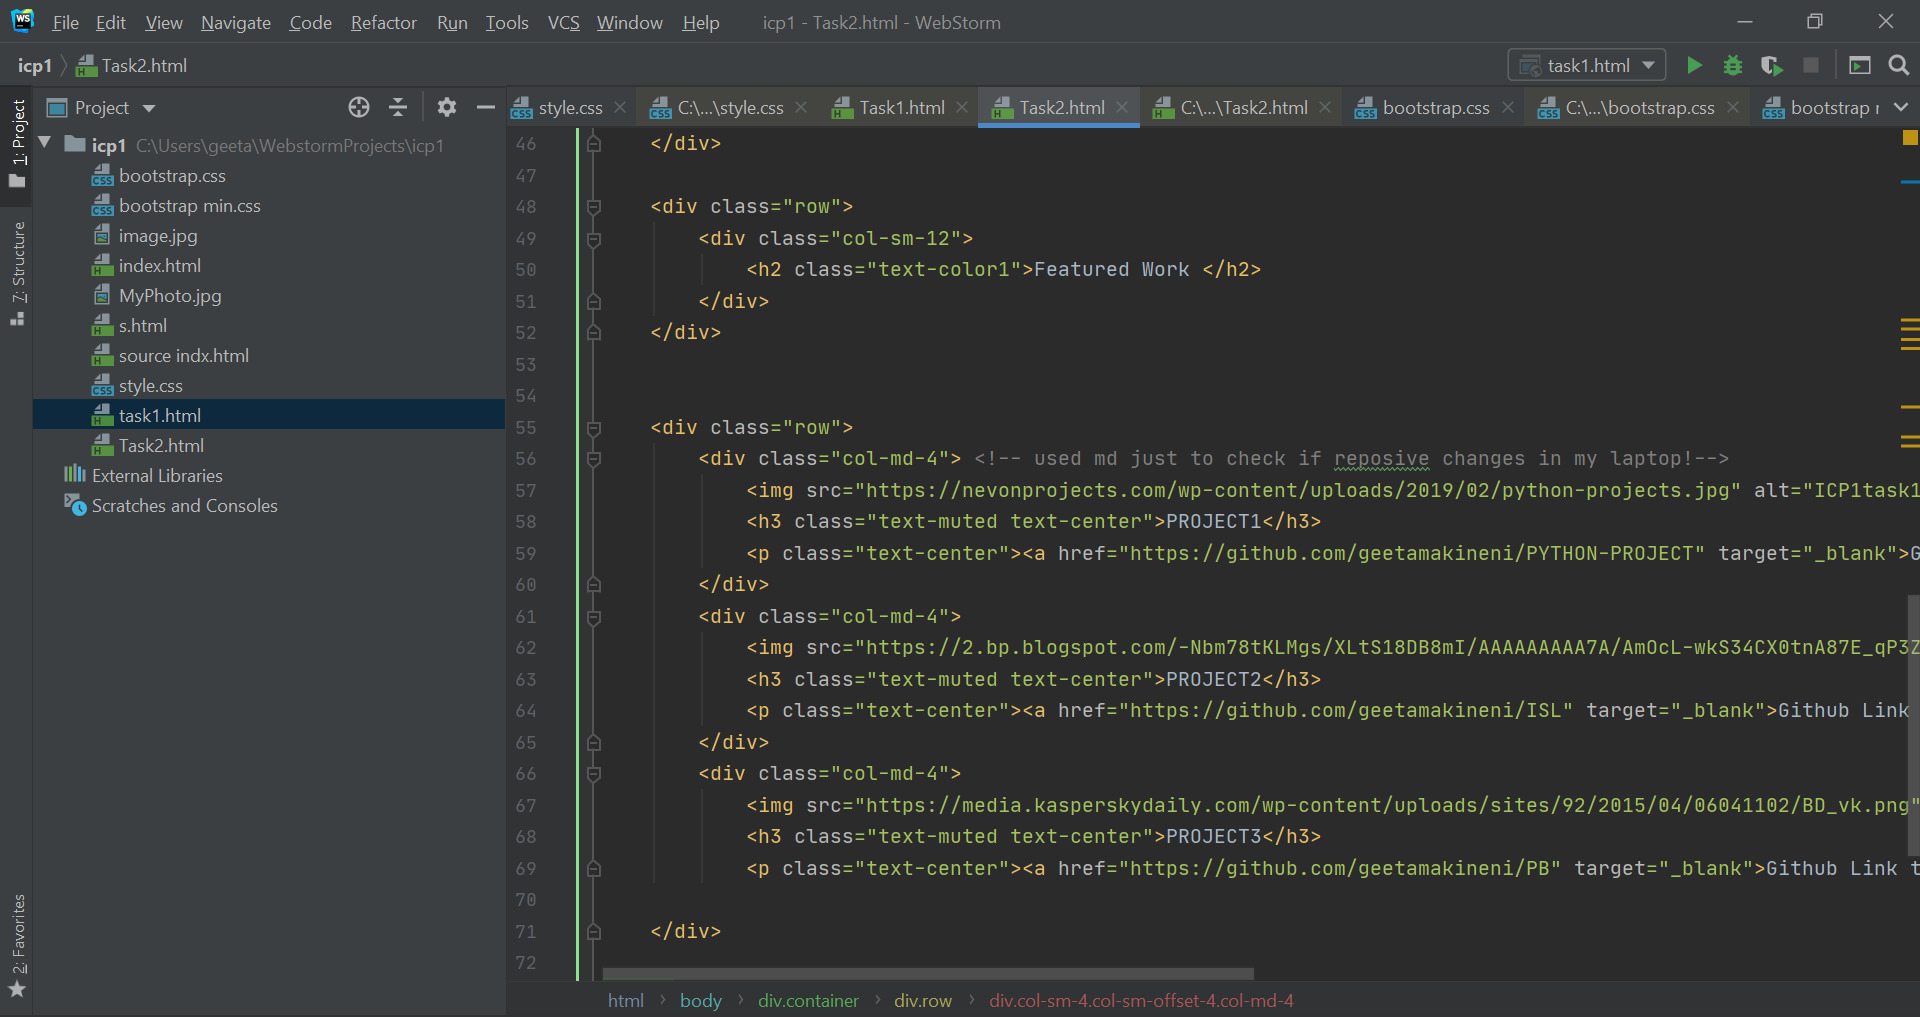 WS File Edit View Navigate Code Refactor Run Tools VCS Window Help icp1 - Task2.html - WebStorm
icp1 Task2.html task1.html
1: Project
7: Structure
2: Favorites
Project
icp1 C:\Users\geeta\WebstormProjects\icp1
bootstrap.css
bootstrap min.css
image.jpg
index.html
MyPhoto.jpg
s.html
source indx.html
style.css
task1.html
Task2.html
External Libraries
Scratches and Consoles
style.css C:\...\style.css Task1.html Task2.html C:\...\Task2.html bootstrap.css C:\...\bootstrap.css bootstrap
46 </div>
47
48 <div class="row">
49 <div class="col-sm-12">
50 <h2 class="text-color1">Featured Work </h2>
51 </div>
52 </div>
53
54
55 <div class="row">
56 <div class="col-md-4"> <!-- used md just to check if reposive changes in my laptop!-->
57 <img src="https://nevonprojects.com/wp-content/uploads/2019/02/python-projects.jpg" alt="ICP1task1
58 <h3 class="text-muted text-center">PROJECT1</h3>
59 <p class="text-center"><a href="https://github.com/geetamakineni/PYTHON-PROJECT" target="_blank">G
60 </div>
61 <div class="col-md-4">
62 <img src="https://2.bp.blogspot.com/-Nbm78tKLMgs/XLtS18DB8mI/AAAAAAAAA7A/AmOcL-wkS34CX0tnA87E_qP3Z
63 <h3 class="text-muted text-center">PROJECT2</h3>
64 <p class="text-center"><a href="https://github.com/geetamakineni/ISL" target="_blank">Github Link
65 </div>
66 <div class="col-md-4">
67 <img src="https://media.kasperskydaily.com/wp-content/uploads/sites/92/2015/04/06041102/BD_vk.png"
68 <h3 class="text-muted text-center">PROJECT3</h3>
69 <p class="text-center"><a href="https://github.com/geetamakineni/PB" target="_blank">Github Link t
70
71 </div>
72
html body div.container div.row div.col-sm-4.col-sm-offset-4.col-md-4